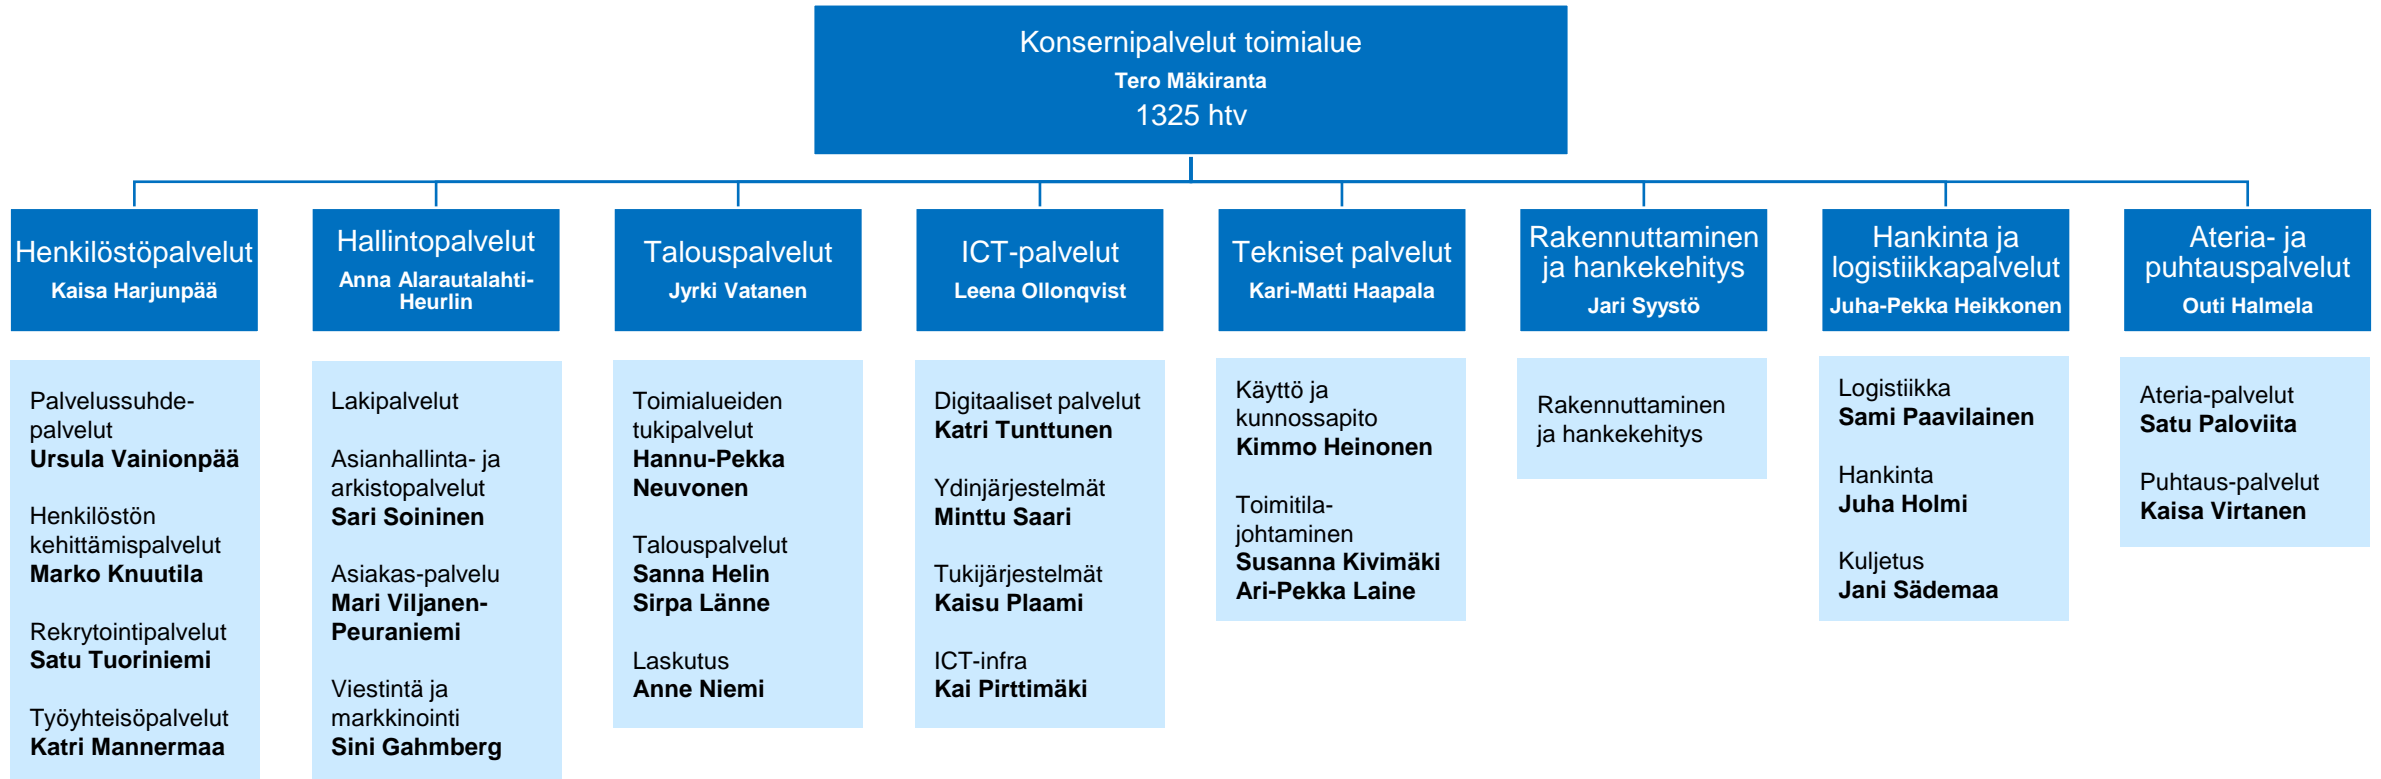 Konsernipalvelut toimialue
Tero Mäkiranta
1325 htv
Henkilöstöpalvelut
Kaisa Harjunpää
Hallintopalvelut
Anna Alarautalahti-
Heurlin
Talouspalvelut
Jyrki Vatanen
ICT-palvelut
Leena Ollonqvist
Tekniset palvelut
Kari-Matti Haapala
Rakennuttaminen
ja hankekehitys
Jari Syystö
Hankinta ja
logistiikkapalvelut
Juha-Pekka Heikkonen
Ateria- ja
puhtauspalvelut
Outi Halmela
Palvelussuhde-
palvelut
Ursula Vainionpää
Henkilöstön
kehittämispalvelut
Marko Knuutila
Rekrytointipalvelut
Satu Tuoriniemi
Työyhteisöpalvelut
Katri Mannermaa
Lakipalvelut
Asianhallinta- ja
arkistopalvelut
Sari Soininen
Asiakas-palvelu
Mari Viljanen-
Peuraniemi
Viestintä ja
markkinointi
Sini Gahmberg
Toimialueiden
tukipalvelut
Hannu-Pekka
Neuvonen
Talouspalvelut
Sanna Helin
Sirpa Länne
Laskutus
Anne Niemi
Digitaaliset palvelut
Katri Tunttunen
Ydinjärjestelmät
Minttu Saari
Tukijärjestelmät
Kaisu Plaami
ICT-infra
Kai Pirttimäki
Käyttö ja
kunnossapito
Kimmo Heinonen
Toimitila-
johtaminen
Susanna Kivimäki
Ari-Pekka Laine
Rakennuttaminen
ja hankekehitys
Logistiikka
Sami Paavilainen
Hankinta
Juha Holmi
Kuljetus
Jani Sädemaa
Ateria-palvelut
Satu Paloviita
Puhtaus-palvelut
Kaisa Virtanen